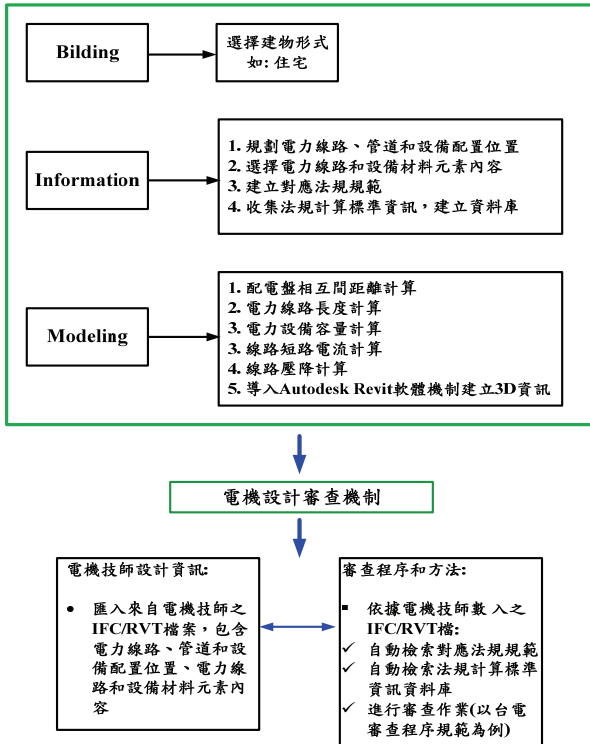 Bilding
選擇建物形式
如: 住宅
Information
1. 規劃電力線路、管道和設備配置位置
2. 選擇電力線路和設備材料元素內容
3. 建立對應法規規範
4. 收集法規計算標準資訊，建立資料庫
Modeling
1. 配電盤相互間距離計算
2. 電力線路長度計算
3. 電力設備容量計算
3. 線路短路電流計算
4. 線路壓降計算
5. 導入Autodesk Revit軟體機制建立3D資訊
電機設計審查機制
電機技師設計資訊:
• 匯入來自電機技師之
IFC/RVT檔案，包含
電力線路、管道和設
備配置位置、電力線
路和設備材料元素內
容
審查程序和方法:
▪ 依據電機技師數入之
IFC/RVT檔:
✓ 自動檢索對應法規規範
✓ 自動檢索法規計算標準
資訊資料庫
✓ 進行審查作業(以台電
審查程序規範為例)